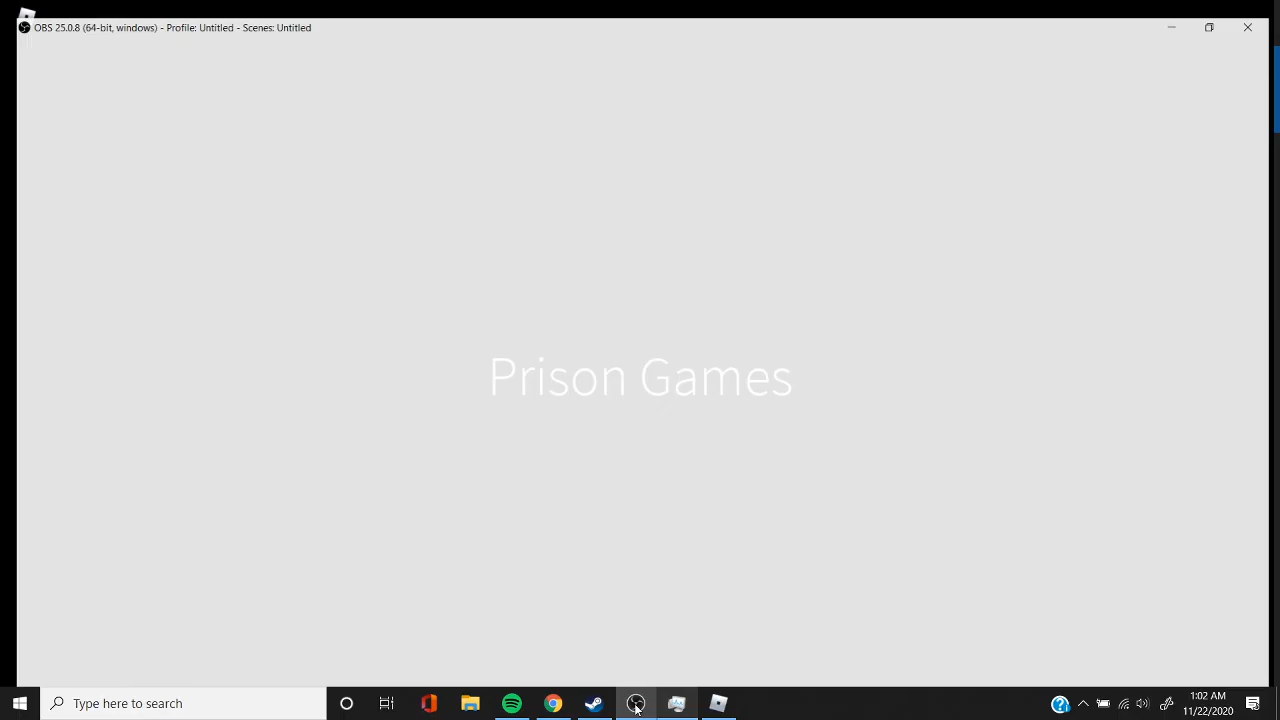 OBS 25.0.8 (64-bit, windows) - Profile: Untitled - Scenes: Untitled
Prison Games
Type here to search
1:02 AM
11/22/2020